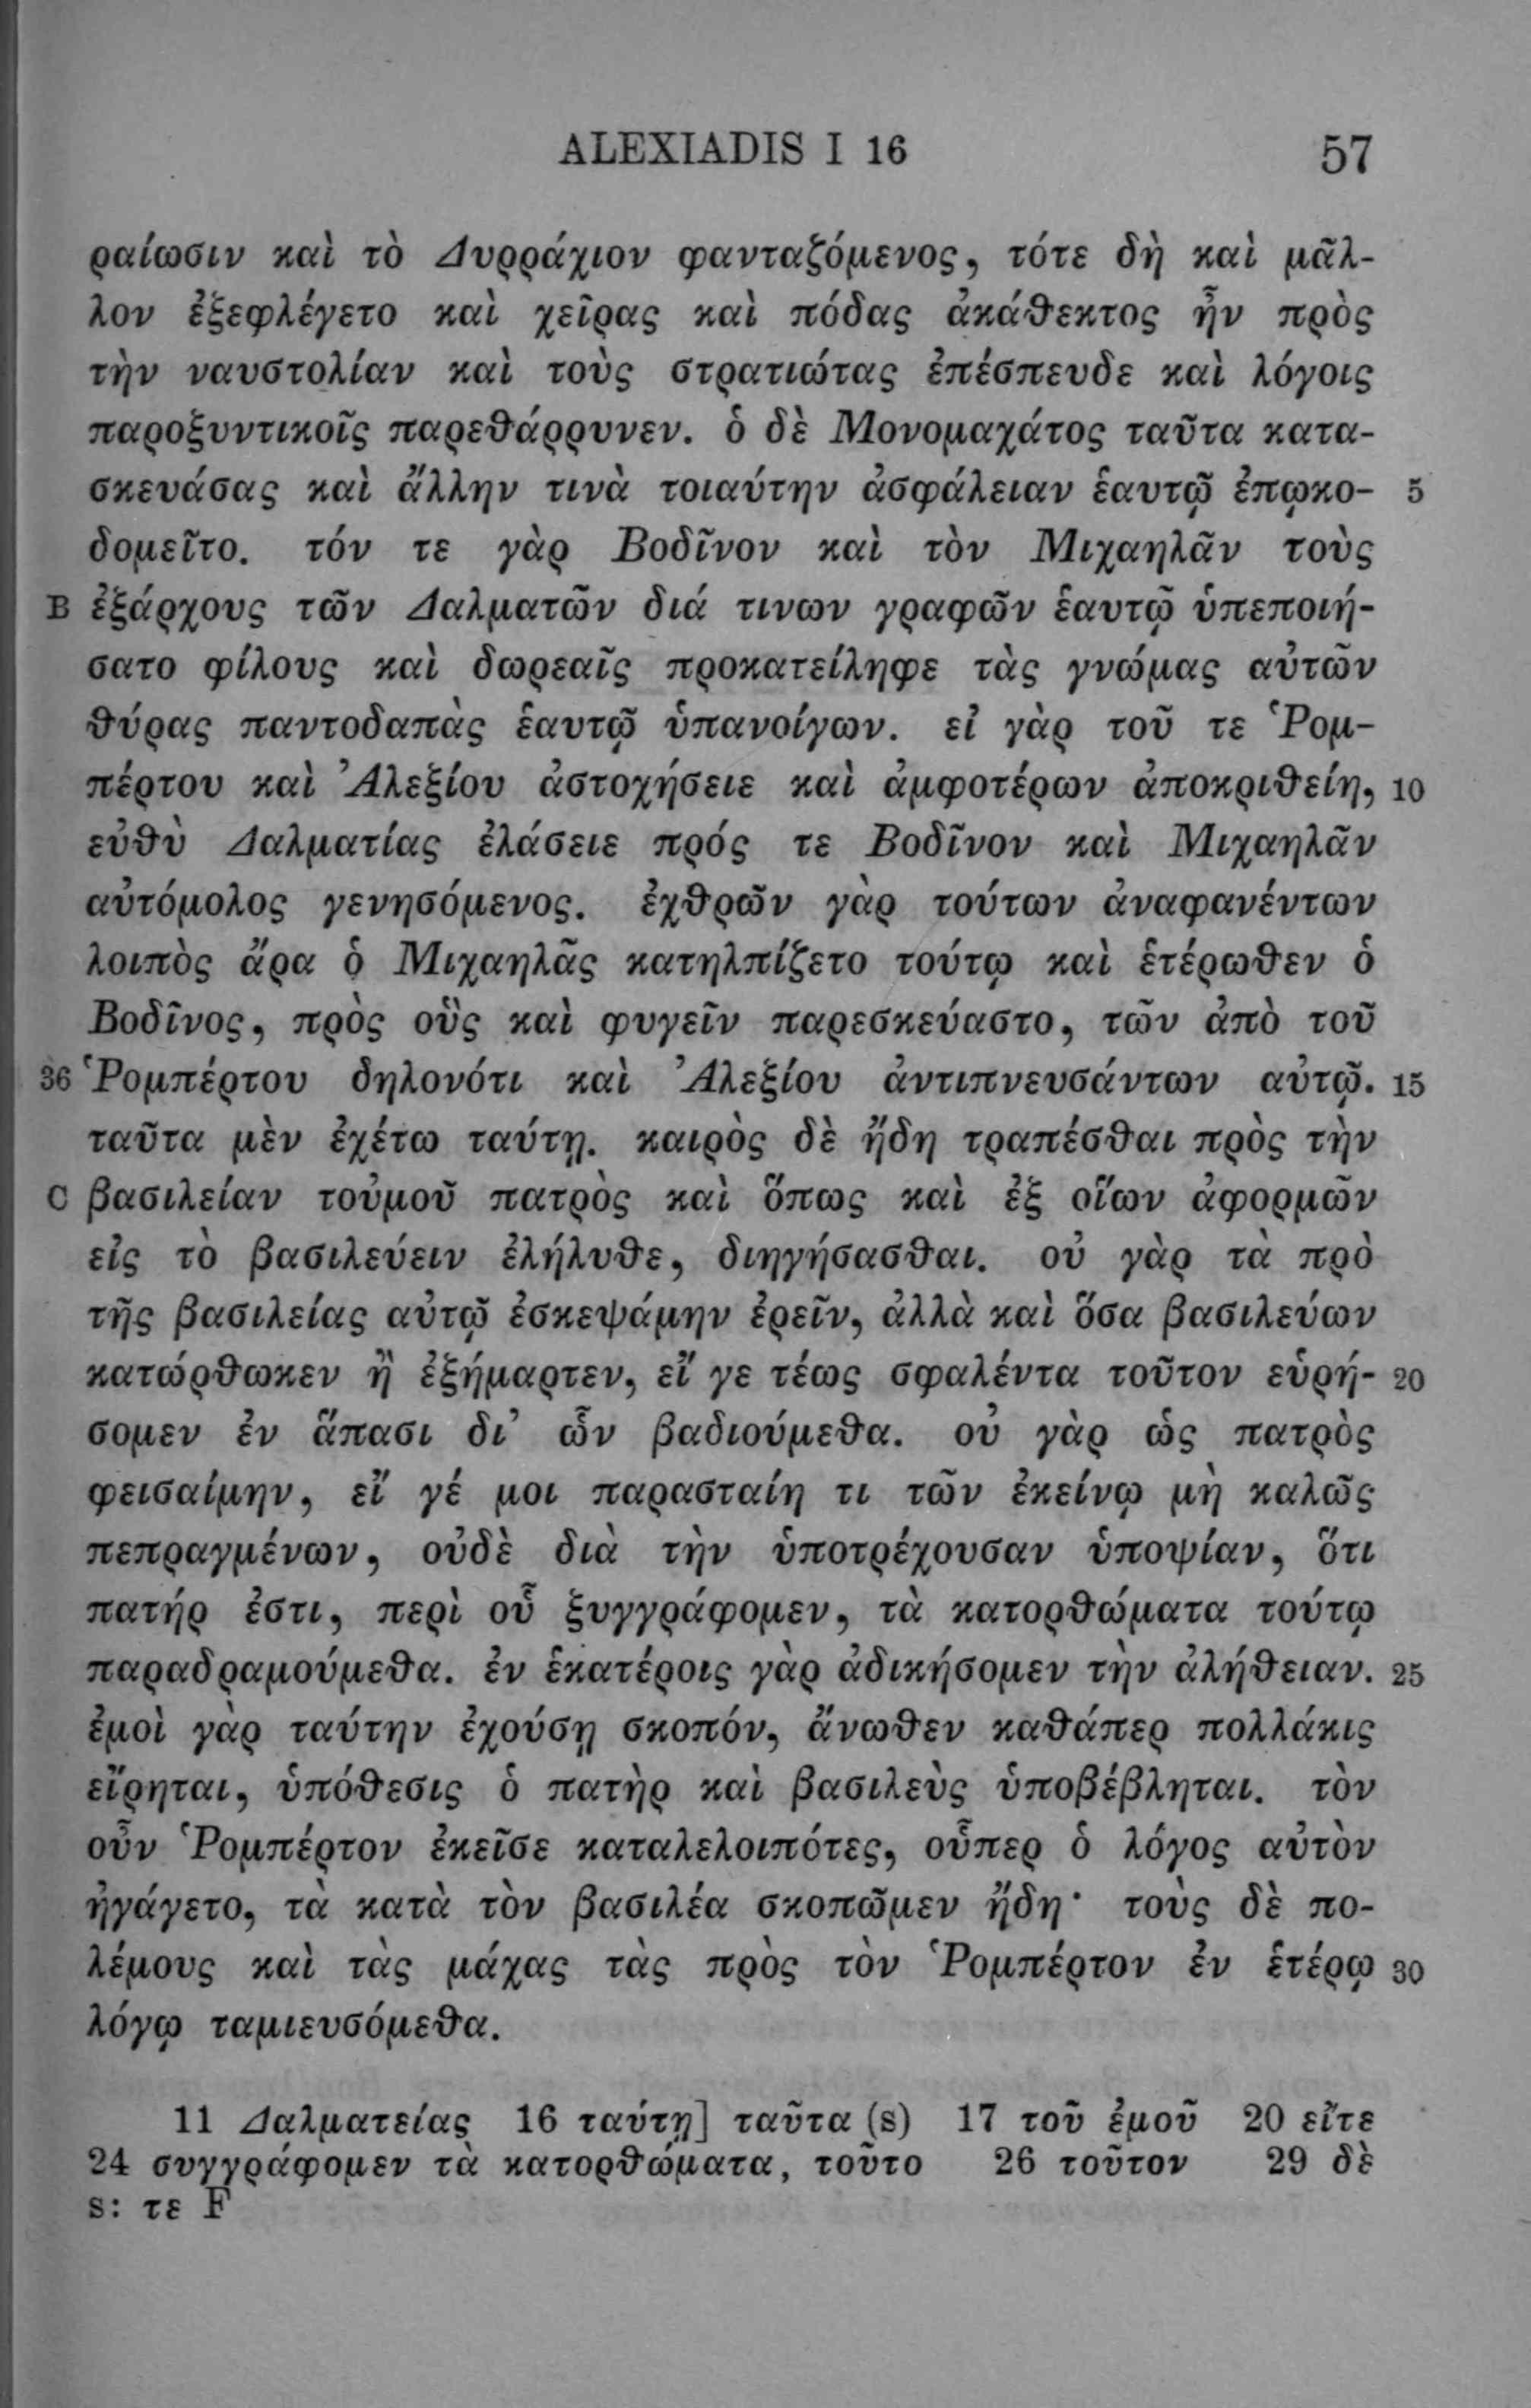 ALEXIADIS I 16 57
ραίωσιν καὶ τὸ Δυρράχιον φανταζόμενος, τότε δὴ καὶ μᾶλ-
λον ἐξεφλέγετο καὶ χεῖρας καὶ πόδας ἀκάθεκτος ἦν πρὸς
τὴν ναυστολίαν καὶ τοὺς στρατιώτας ἐπέσπευδε καὶ λόγοις
παροξυντικοῖς παρεθάρρυνεν. ὁ δὲ Μονομαχάτος ταῦτα κατα-
σκευάσας καὶ ἄλλην τινὰ τοιαύτην ἀσφάλειαν ἑαυτῷ ἐπῳκο- 5
δομεῖτο. τόν τε γὰρ Βοδῖνον καὶ τὸν Μιχαηλᾶν τοὺς
B ἐξάρχους τῶν Δαλματῶν διά τινων γραφῶν ἑαυτῷ ὑπεποιή-
σατο φίλους καὶ δωρεαῖς προκατείληφε τὰς γνώμας αὐτῶν
θύρας παντοδαπὰς ἑαυτῷ ὑπανοίγων. εἰ γὰρ τοῦ τε Ῥομ-
πέρτου καὶ Ἀλεξίου ἀστοχήσειε καὶ ἀμφοτέρων ἀποκριθείη, 10
εὐθὺ Δαλματίας ἐλάσειε πρός τε Βοδῖνον καὶ Μιχαηλᾶν
αὐτόμολος γενησόμενος. ἐχθρῶν γὰρ τούτων ἀναφανέντων
λοιπὸς ἄρα ὁ Μιχαηλᾶς κατηλπίζετο τούτῳ καὶ ἑτέρωθεν ὁ
Βοδῖνος, πρὸς οὓς καὶ φυγεῖν παρεσκεύαστο, τῶν ἀπὸ τοῦ
36 Ῥομπέρτου δηλονότι καὶ Ἀλεξίου ἀντιπνευσάντων αὐτῷ. 15
ταῦτα μὲν ἐχέτω ταύτῃ. καιρὸς δὲ ἤδη τραπέσθαι πρὸς τὴν
C βασιλείαν τοὐμοῦ πατρὸς καὶ ὅπως καὶ ἐξ οἵων ἀφορμῶν
εἰς τὸ βασιλεύειν ἐλήλυθε, διηγήσασθαι. οὐ γὰρ τὰ πρὸ
τῆς βασιλείας αὐτῷ ἐσκεψάμην ἐρεῖν, ἀλλὰ καὶ ὅσα βασιλεύων
κατώρθωκεν ἢ ἐξήμαρτεν, εἴ γε τέως σφαλέντα τοῦτον εὑρή- 20
σομεν ἐν ἅπασι δι’ ὧν βαδιούμεθα. οὐ γὰρ ὡς πατρὸς
φεισαίμην, εἴ γέ μοι παρασταίη τι τῶν ἐκείνῳ μὴ καλῶς
πεπραγμένων, οὐδὲ διὰ τὴν ὑποτρέχουσαν ὑποψίαν, ὅτι
πατήρ ἐστι, περὶ οὗ ξυγγράφομεν, τὰ κατορθώματα τούτῳ
παραδραμούμεθα. ἐν ἑκατέροις γὰρ ἀδικήσομεν τὴν ἀλήθειαν. 25
ἐμοὶ γὰρ ταύτην ἐχούσῃ σκοπόν, ἄνωθεν καθάπερ πολλάκις
εἴρηται, ὑπόθεσις ὁ πατὴρ καὶ βασιλεὺς ὑποβέβληται. τὸν
οὖν Ῥομπέρτον ἐκεῖσε καταλελοιπότες, οὗπερ ὁ λόγος αὐτὸν
ἠγάγετο, τὰ κατὰ τὸν βασιλέα σκοπῶμεν ἤδη· τοὺς δὲ πο-
λέμους καὶ τὰς μάχας τὰς πρὸς τὸν Ῥομπέρτον ἐν ἑτέρῳ 30
λόγῳ ταμιευσόμεθα.
11 Δαλματείας 16 ταύτῃ] ταῦτα (s) 17 τοῦ ἐμοῦ 20 εἴτε
24 συγγράφομεν τὰ κατορθώματα, τοῦτο 26 τοῦτον 29 δὲ
s: τε F